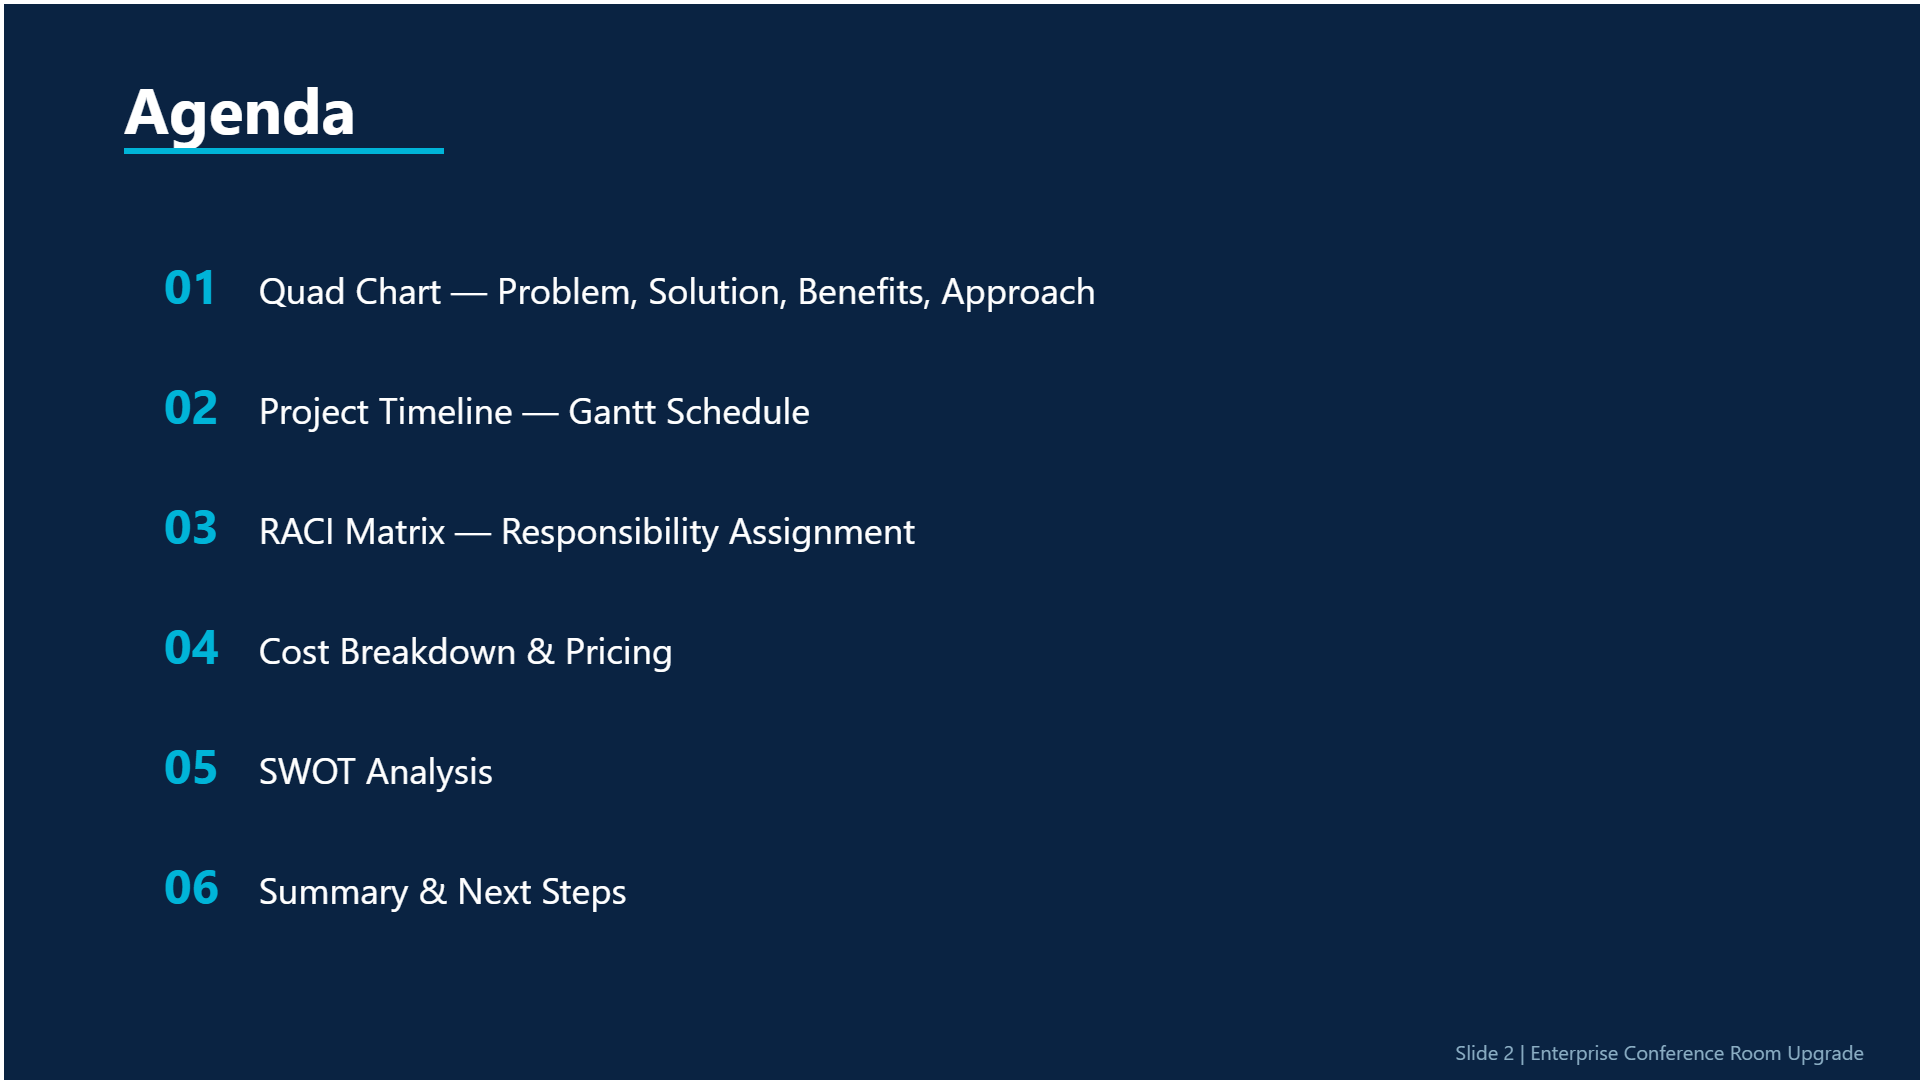 Agenda
01 Quad Chart — Problem, Solution, Benefits, Approach
02 Project Timeline — Gantt Schedule
03 RACI Matrix — Responsibility Assignment
04 Cost Breakdown & Pricing
05 SWOT Analysis
06 Summary & Next Steps
Slide 2 | Enterprise Conference Room Upgrade